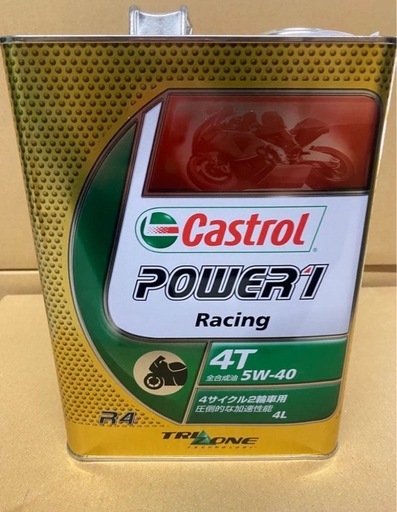 Castrol
POWER1
Racing
4T
全合成油 5W-40
4サイクル2輪車用
圧倒的な加速性能
4L
R4
TRIZONE
TECHNOLOGY